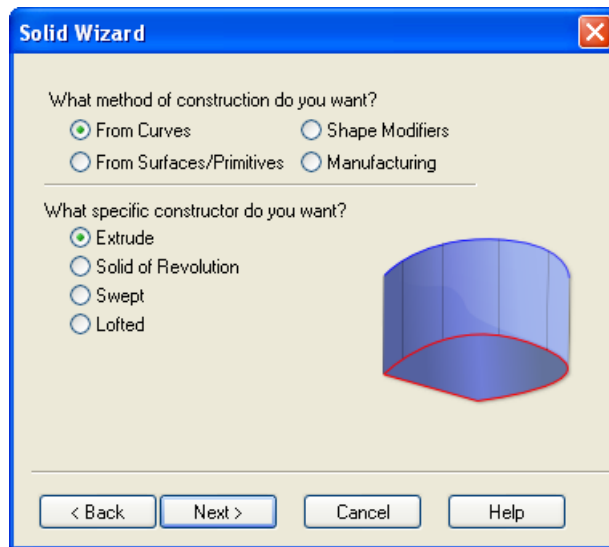 Solid Wizard
What method of construction do you want?
From Curves
Shape Modifiers
From Surfaces/Primitives
Manufacturing
What specific constructor do you want?
Extrude
Solid of Revolution
Swept
Lofted
< Back
Next >
Cancel
Help